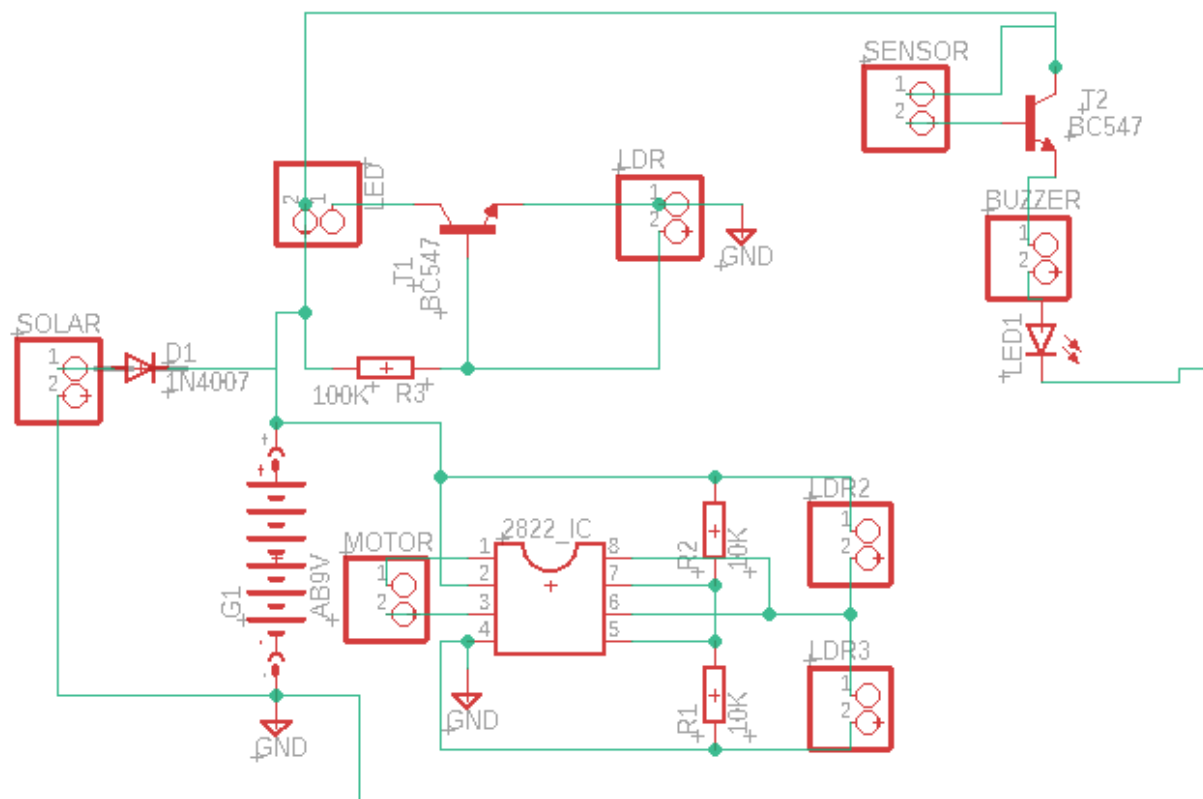 SENSOR
1
2
T2
BC547
LED
2
1
LDR
1
2
GND
T1
BC547
BUZZER
1
2
LED1
SOLAR
1
2
D1
1N4007
100K
R3
+
+
G1
AB9V
-
-
GND
MOTOR
1
2
2822_IC
1
2
3
4
8
7
6
5
GND
R2
10K
R1
10K
LDR2
1
2
LDR3
1
2